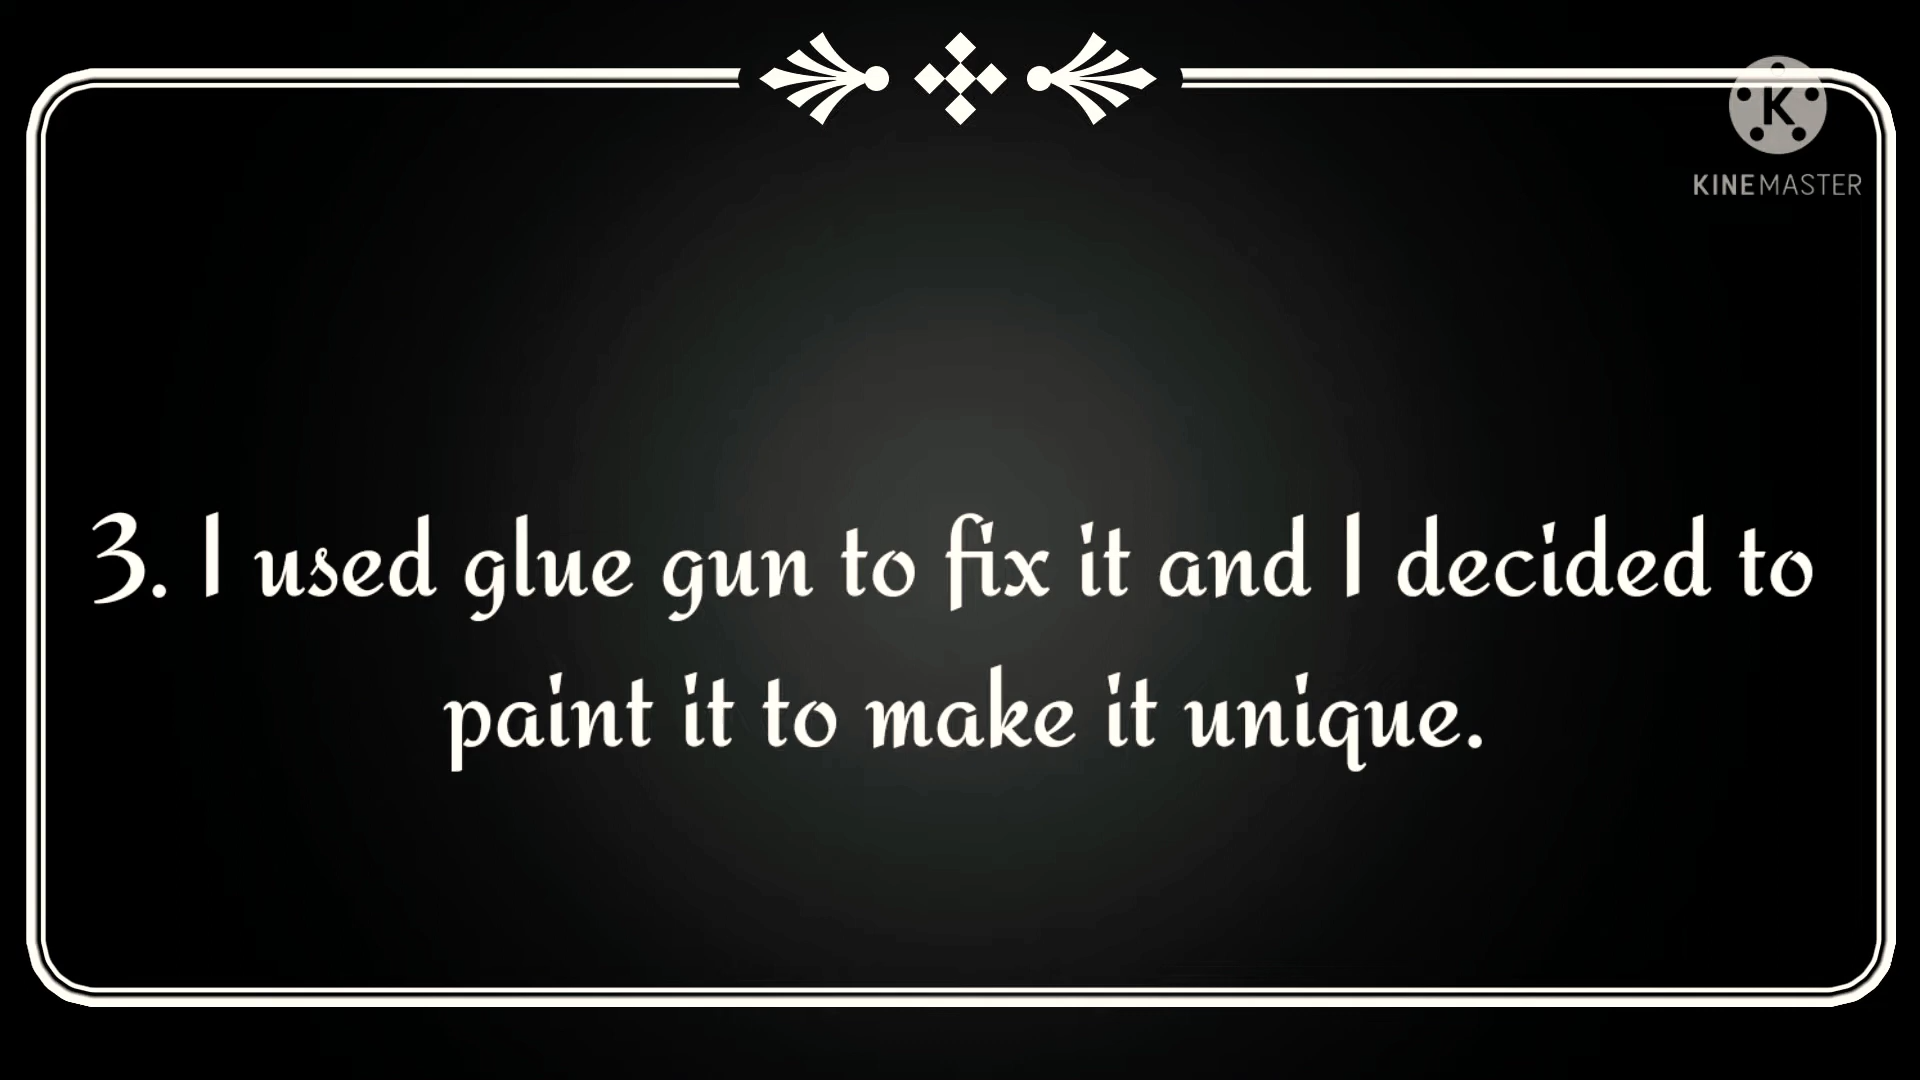 K
KINEMASTER
3. I used glue gun to fix it and I decided to
paint it to make it unique.